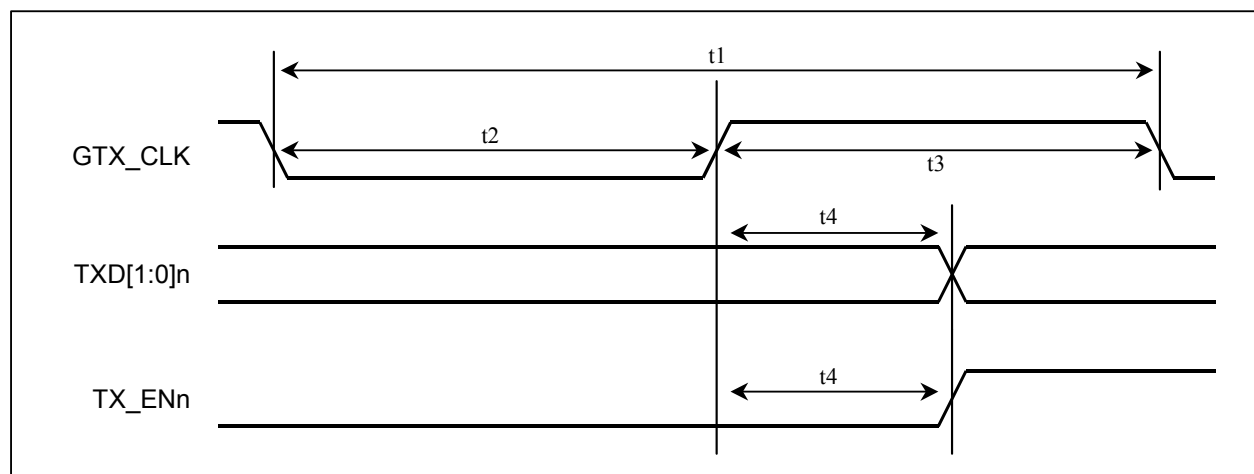 t1
GTX_CLK
t2
t3
t4
TXD[1:0]n
t4
TX_ENn